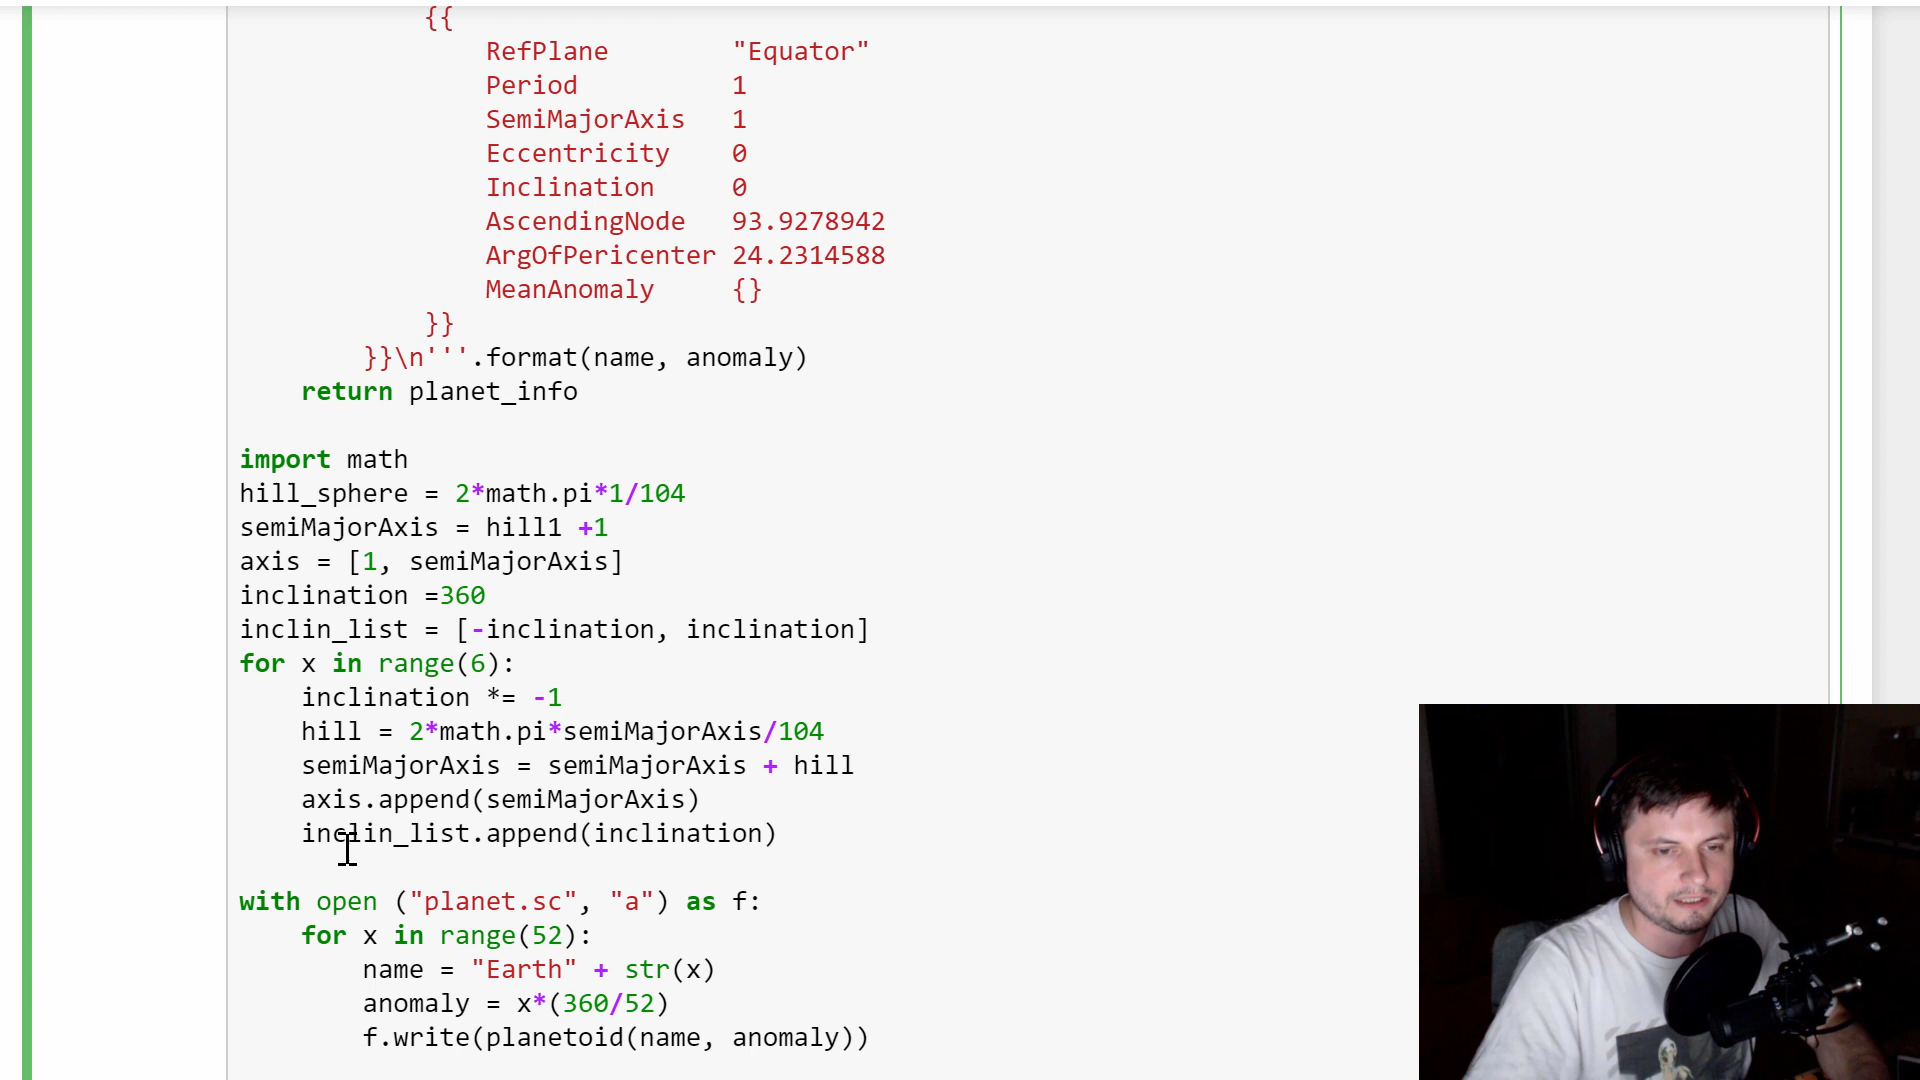 {{
RefPlane "Equator"
Period 1
SemiMajorAxis 1
Eccentricity 0
Inclination 0
AscendingNode 93.9278942
ArgOfPericenter 24.2314588
MeanAnomaly {}
}}
}}\n'''.format(name, anomaly)
return planet_info
import math
hill_sphere = 2*math.pi*1/104
semiMajorAxis = hill1 +1
axis = [1, semiMajorAxis]
inclination =360
inclin_list = [-inclination, inclination]
for x in range(6):
inclination *= -1
hill = 2*math.pi*semiMajorAxis/104
semiMajorAxis = semiMajorAxis + hill
axis.append(semiMajorAxis)
inclin_list.append(inclination)
with open ("planet.sc", "a") as f:
for x in range(52):
name = "Earth" + str(x)
anomaly = x*(360/52)
f.write(planetoid(name, anomaly))